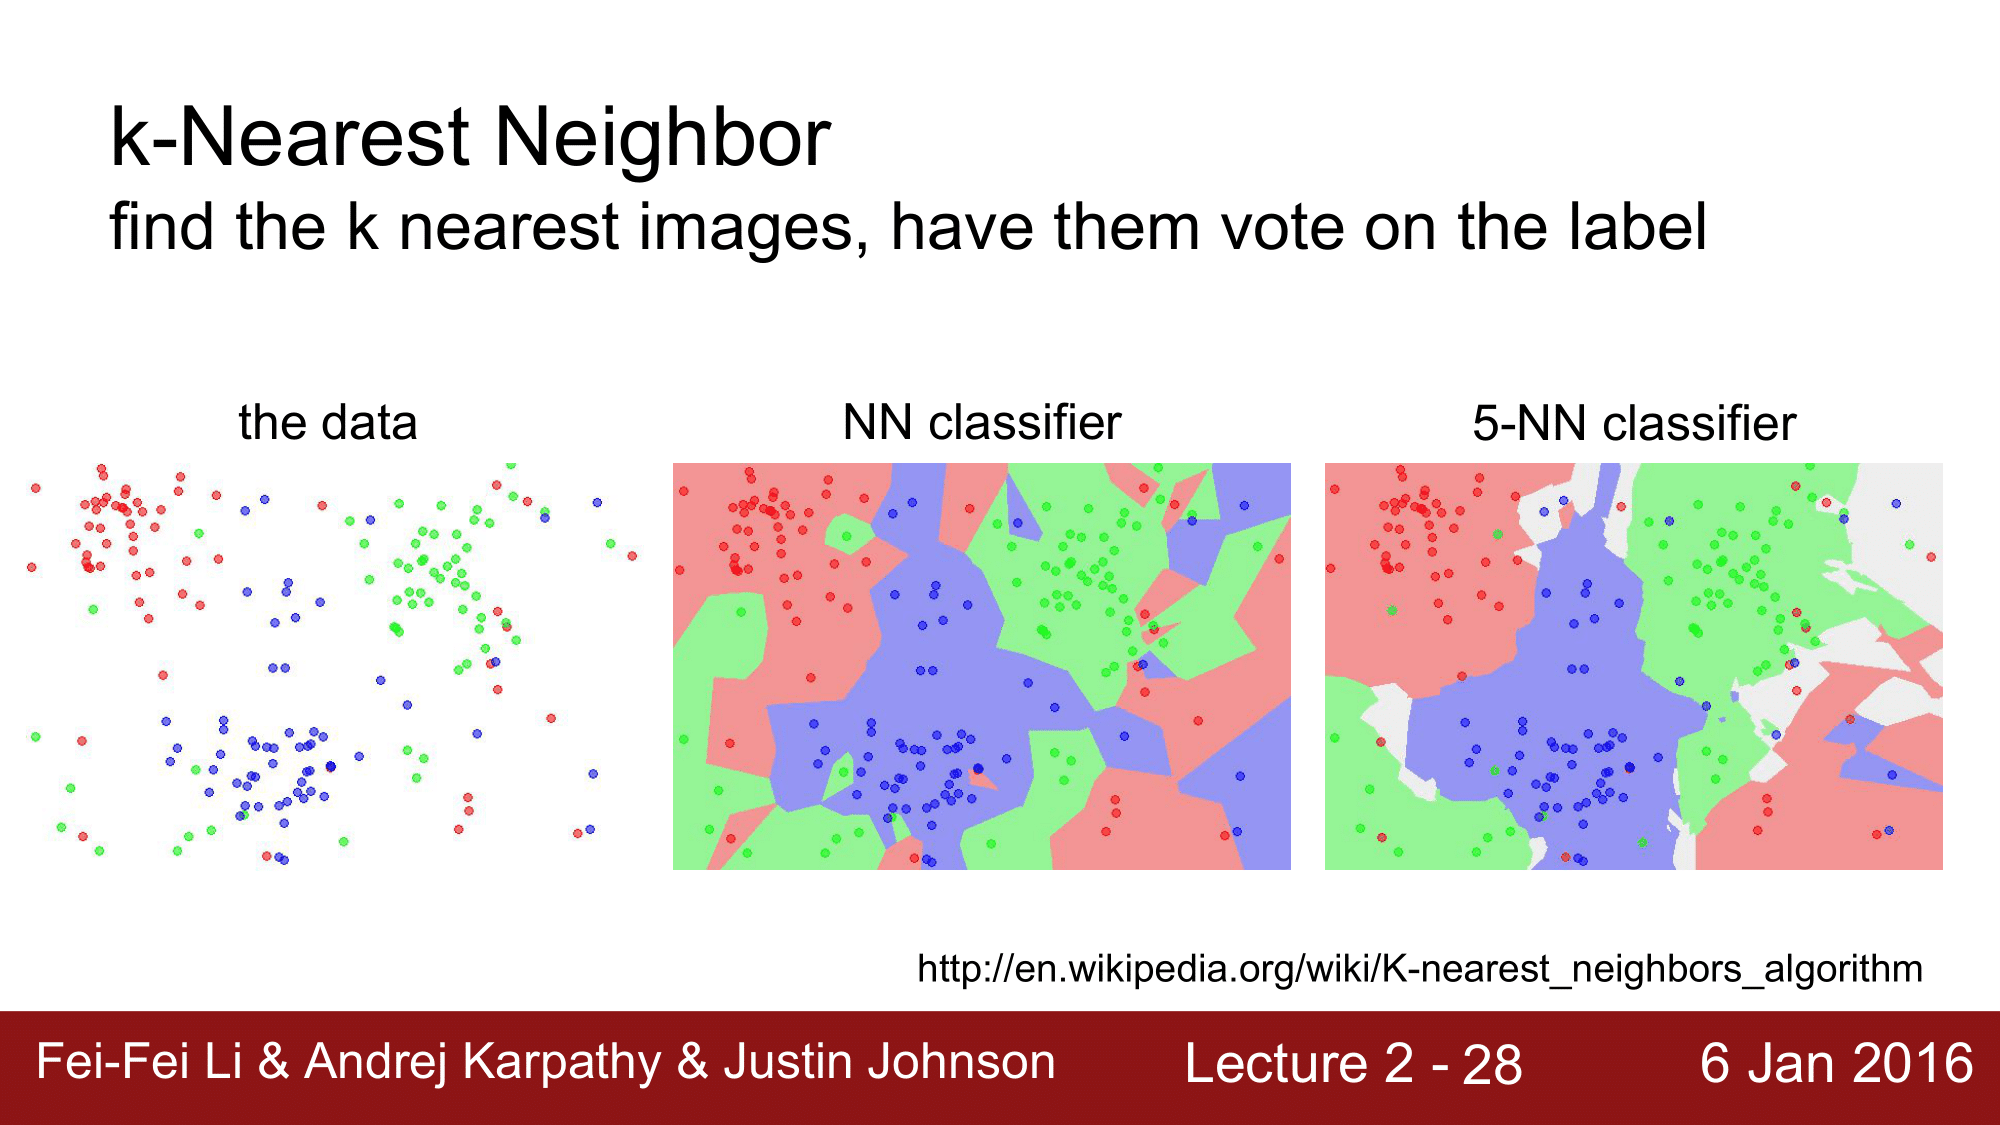 k-Nearest Neighbor
find the k nearest images, have them vote on the label
the data
NN classifier
5-NN classifier
http://en.wikipedia.org/wiki/K-nearest_neighbors_algorithm
Fei-Fei Li & Andrej Karpathy & Justin Johnson
Lecture 2 - 28
6 Jan 2016